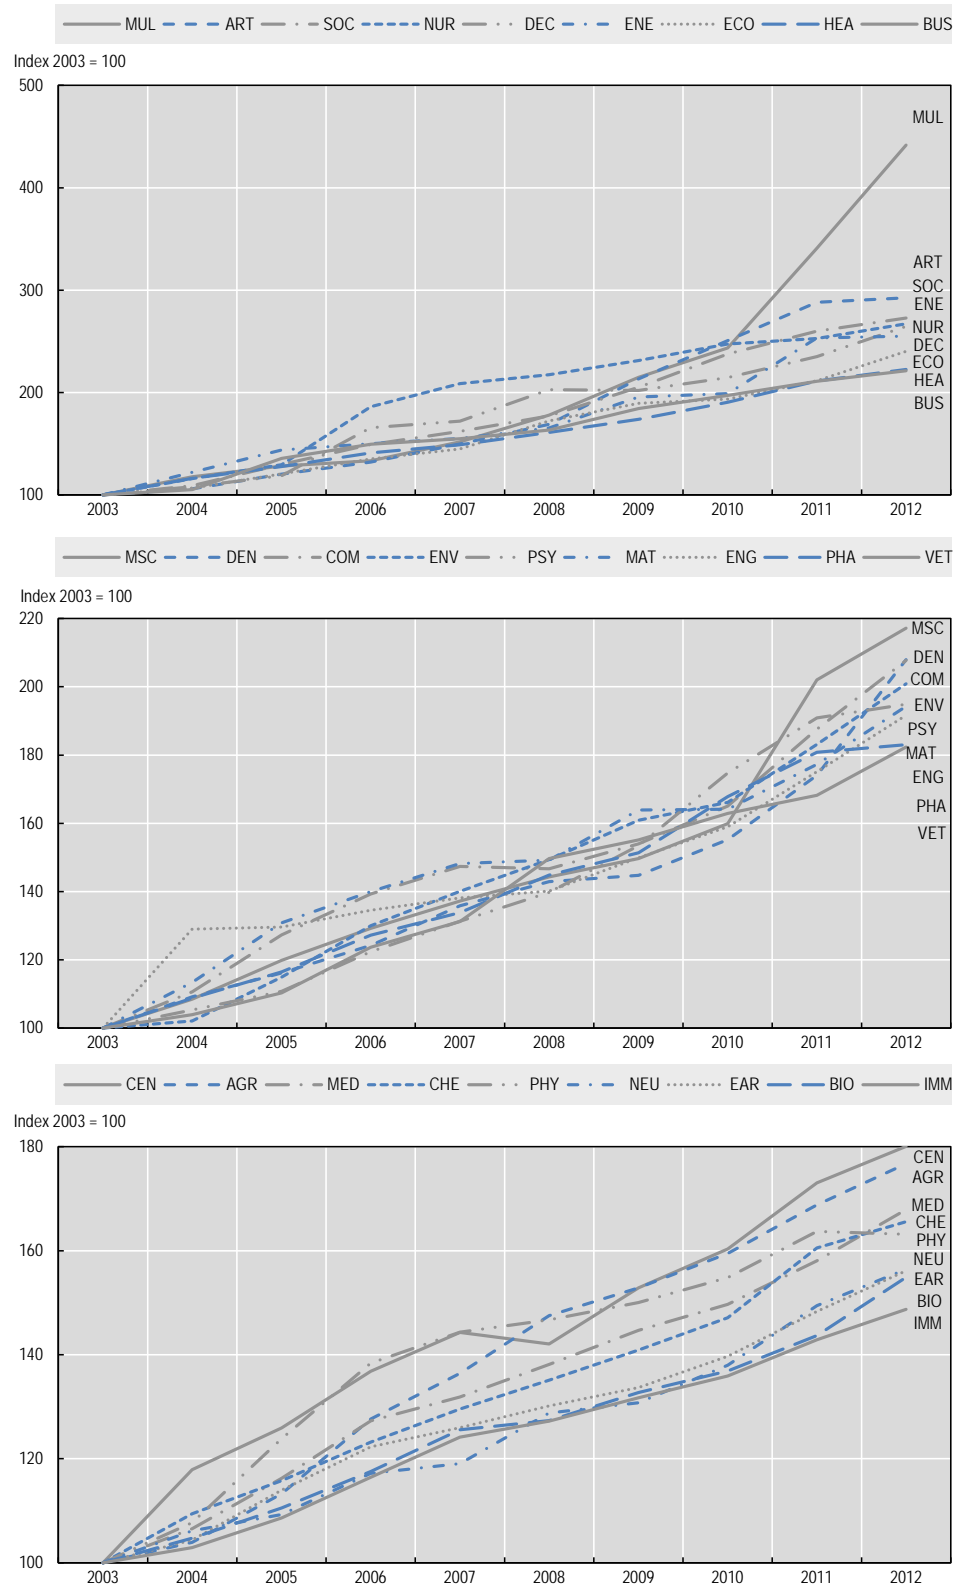 MUL ART SOC NUR DEC ENE ECO HEA BUS
Index 2003 = 100
500
MUL
400
300
ART
SOC
ENE
NUR
DEC
ECO
HEA
BUS
200
100
2003 2004 2005 2006 2007 2008 2009 2010 2011 2012
MSC DEN COM ENV PSY MAT ENG PHA VET
Index 2003 = 100
220
MSC
DEN
COM
200
ENV
PSY
MAT
180
ENG
PHA
VET
160
140
120
100
2003 2004 2005 2006 2007 2008 2009 2010 2011 2012
CEN AGR MED CHE PHY NEU EAR BIO IMM
Index 2003 = 100
180
CEN
AGR
MED
CHE
PHY
160
NEU
EAR
BIO
IMM
140
120
100
2003 2004 2005 2006 2007 2008 2009 2010 2011 2012